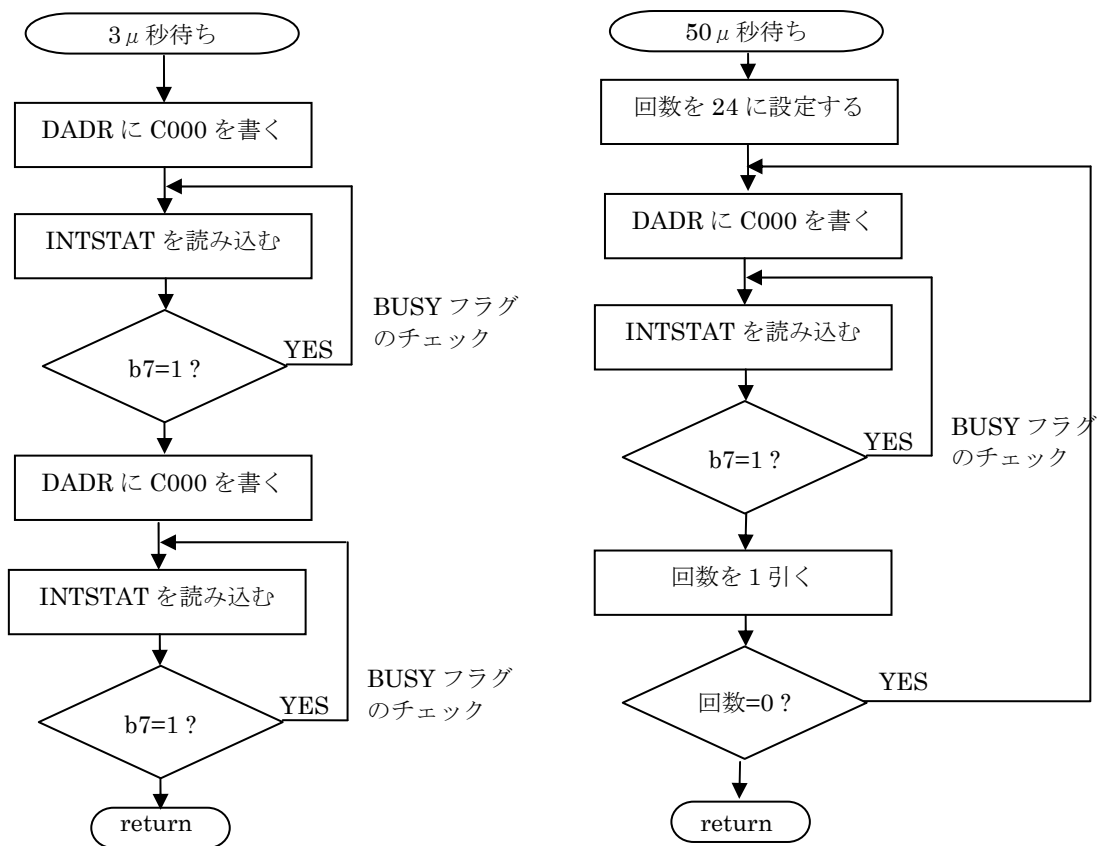 3μ秒待ち
DADR に C000 を書く
INTSTAT を読み込む
b7=1？
YES
BUSY フラグ
のチェック
DADR に C000 を書く
INTSTAT を読み込む
b7=1？
YES
BUSY フラグ
のチェック
return
50μ秒待ち
回数を 24 に設定する
DADR に C000 を書く
INTSTAT を読み込む
b7=1？
YES
BUSY フラグ
のチェック
回数を 1 引く
回数=0？
YES
return